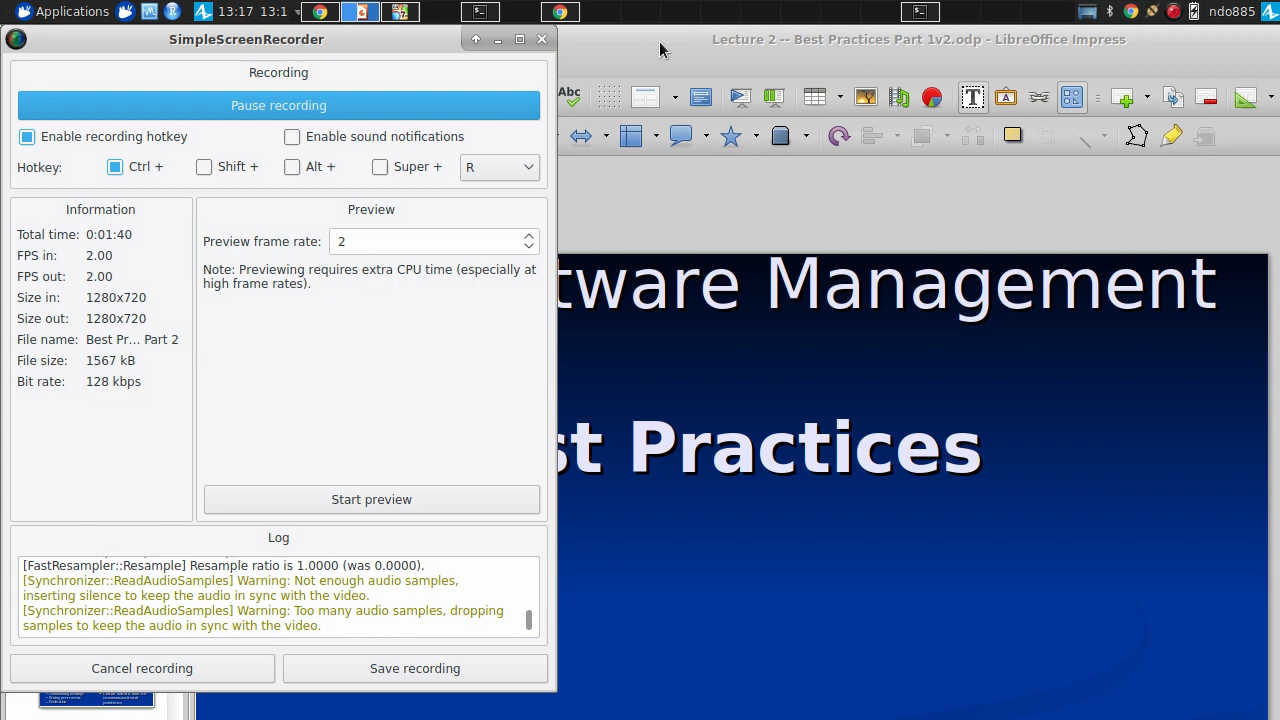 Applications 13:17 13:1 ndo885
SimpleScreenRecorder
Lecture 2 -- Best Practices Part 1v2.odp - LibreOffice Impress
Recording
Pause recording
Enable recording hotkey Enable sound notifications
Hotkey: Ctrl + Shift + Alt + Super + R
Information
Total time: 0:01:40
FPS in: 2.00
FPS out: 2.00
Size in: 1280x720
Size out: 1280x720
File name: Best Pr... Part 2
File size: 1567 kB
Bit rate: 128 kbps
Preview
Preview frame rate: 2
Note: Previewing requires extra CPU time (especially at
high frame rates).
Start preview
Log
[FastResampler::Resample] Resample ratio is 1.0000 (was 0.0000).
[Synchronizer::ReadAudioSamples] Warning: Not enough audio samples,
inserting silence to keep the audio in sync with the video.
[Synchronizer::ReadAudioSamples] Warning: Too many audio samples, dropping
samples to keep the audio in sync with the video.
Cancel recording Save recording
Abc
tware Management
st Practices